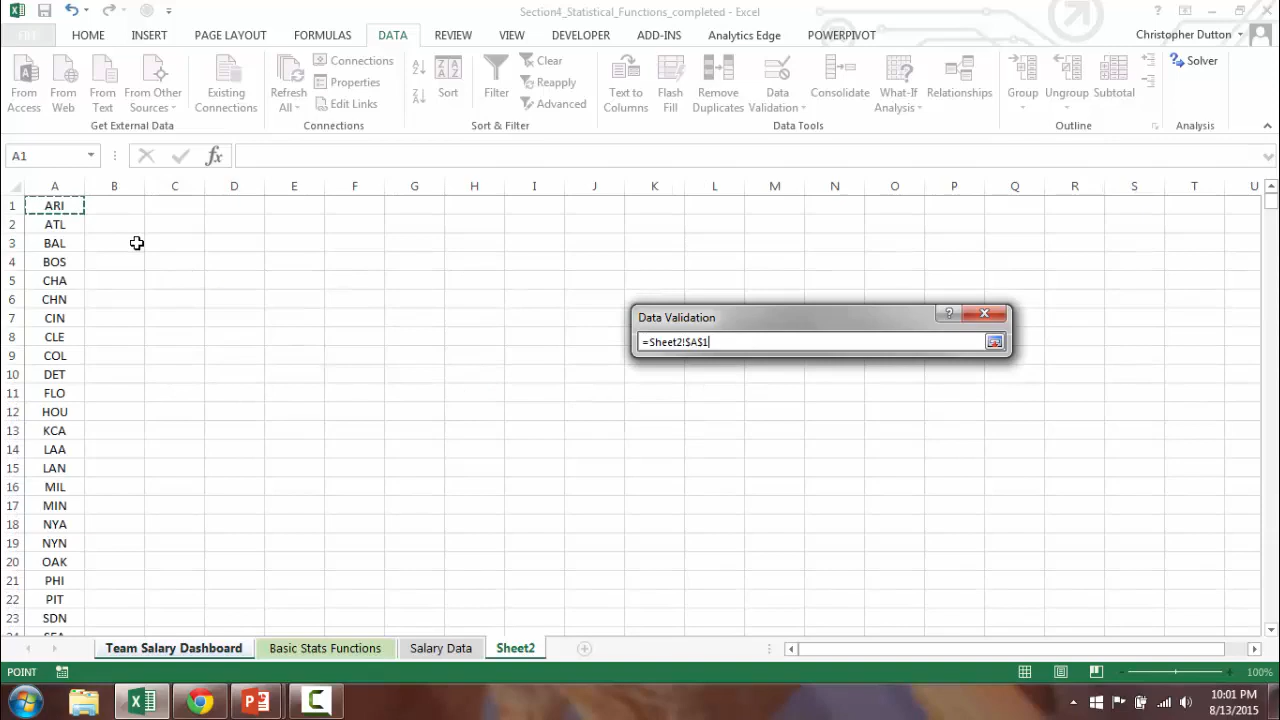 Section4_Statistical_Functions_completed - Excel
?
FILE HOME INSERT PAGE LAYOUT FORMULAS DATA REVIEW VIEW DEVELOPER ADD-INS Analytics Edge POWERPIVOT Christopher Dutton
From Access
From Web
From Text
From Other Sources
Existing Connections
Refresh All
Connections
Properties
Edit Links
Sort
Filter
Clear
Reapply
Advanced
Text to Columns
Flash Fill
Remove Duplicates
Data Validation
Consolidate
What-If Analysis
Relationships
Group
Ungroup
Subtotal
Solver
Get External Data Connections Sort & Filter Data Tools Outline Analysis
A1 fx
A B C D E F G H I J K L M N O P Q R S T U
1 ARI
2 ATL
3 BAL
4 BOS
5 CHA
6 CHN
7 CIN
8 CLE
9 COL
10 DET
11 FLO
12 HOU
13 KCA
14 LAA
15 LAN
16 MIL
17 MIN
18 NYA
19 NYN
20 OAK
21 PHI
22 PIT
23 SDN
Data Validation ?
=Sheet2!$A$1
Team Salary Dashboard Basic Stats Functions Salary Data Sheet2
POINT 100%
10:01 PM
8/13/2015